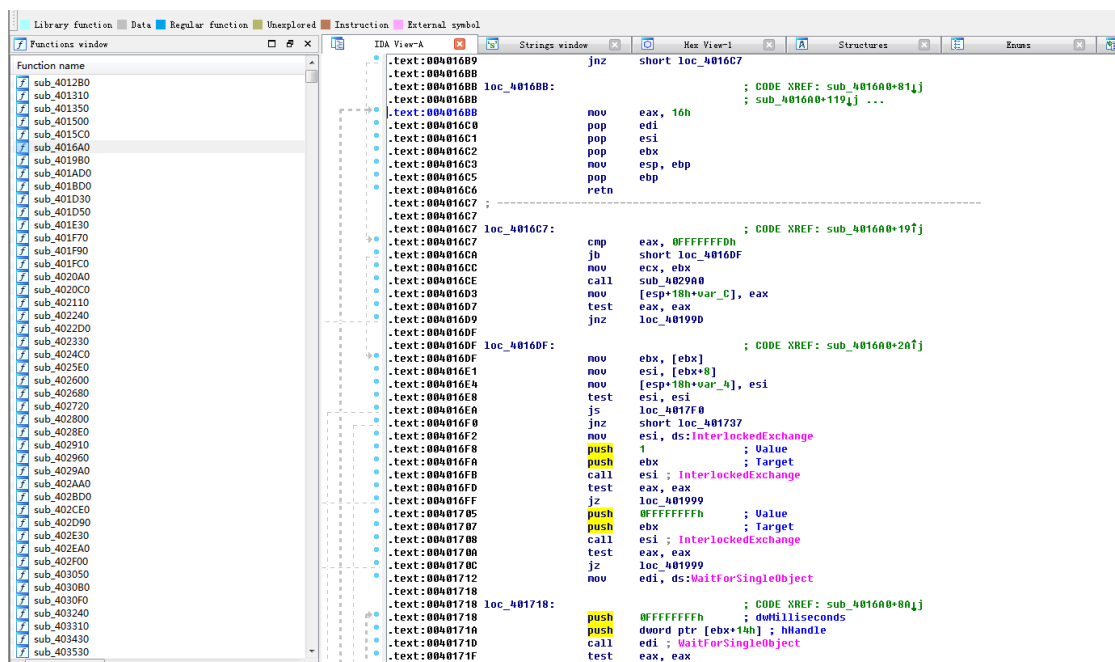 Library function Data Regular function Unexplored Instruction External symbol
Functions window
IDA View-A Strings window Hex View-1 Structures Enums
Function name
sub_4012B0
sub_401310
sub_401350
sub_401500
sub_4015C0
sub_4016A0
sub_4019B0
sub_401AD0
sub_401BD0
sub_401D30
sub_401D50
sub_401E30
sub_401F70
sub_401F90
sub_401FC0
sub_4020A0
sub_4020C0
sub_402110
sub_402240
sub_4022D0
sub_402330
sub_4024C0
sub_4025E0
sub_402600
sub_402680
sub_402720
sub_402800
sub_4028E0
sub_402910
sub_402960
sub_4029A0
sub_402AA0
sub_402BD0
sub_402CE0
sub_402D90
sub_402E30
sub_402EA0
sub_402F00
sub_403050
sub_4030B0
sub_4030F0
sub_403240
sub_403310
sub_403430
sub_403530
.text:004016B9 jnz short loc_4016C7
.text:004016BB
.text:004016BB loc_4016BB: ; CODE XREF: sub_4016A0+81↓j
.text:004016BB ; sub_4016A0+119↓j ...
.text:004016BB mov eax, 16h
.text:004016C0 pop edi
.text:004016C1 pop esi
.text:004016C2 pop ebx
.text:004016C3 mov esp, ebp
.text:004016C5 pop ebp
.text:004016C6 retn
.text:004016C7 ; ---------------------------------------------------------------------------
.text:004016C7
.text:004016C7 loc_4016C7: ; CODE XREF: sub_4016A0+19↑j
.text:004016C7 cmp eax, 0FFFFFFFDh
.text:004016CA jb short loc_4016DF
.text:004016CC mov ecx, ebx
.text:004016CE call sub_4029A0
.text:004016D3 mov [esp+18h+var_C], eax
.text:004016D7 test eax, eax
.text:004016D9 jnz loc_40199D
.text:004016DF
.text:004016DF loc_4016DF: ; CODE XREF: sub_4016A0+2A↑j
.text:004016DF mov ebx, [ebx]
.text:004016E1 mov esi, [ebx+8]
.text:004016E4 mov [esp+18h+var_4], esi
.text:004016E8 test esi, esi
.text:004016EA js loc_4017F0
.text:004016F0 jnz short loc_401737
.text:004016F2 mov esi, ds:InterlockedExchange
.text:004016F8 push 1 ; Value
.text:004016FA push ebx ; Target
.text:004016FB call esi ; InterlockedExchange
.text:004016FD test eax, eax
.text:004016FF jz loc_401999
.text:00401705 push 0FFFFFFFFh ; Value
.text:00401707 push ebx ; Target
.text:00401708 call esi ; InterlockedExchange
.text:0040170A test eax, eax
.text:0040170C jz loc_401999
.text:00401712 mov edi, ds:WaitForSingleObject
.text:00401718
.text:00401718 loc_401718: ; CODE XREF: sub_4016A0+8A↓j
.text:00401718 push 0FFFFFFFFh ; dwMilliseconds
.text:0040171A push dword ptr [ebx+14h] ; hHandle
.text:0040171D call edi ; WaitForSingleObject
.text:0040171F test eax, eax